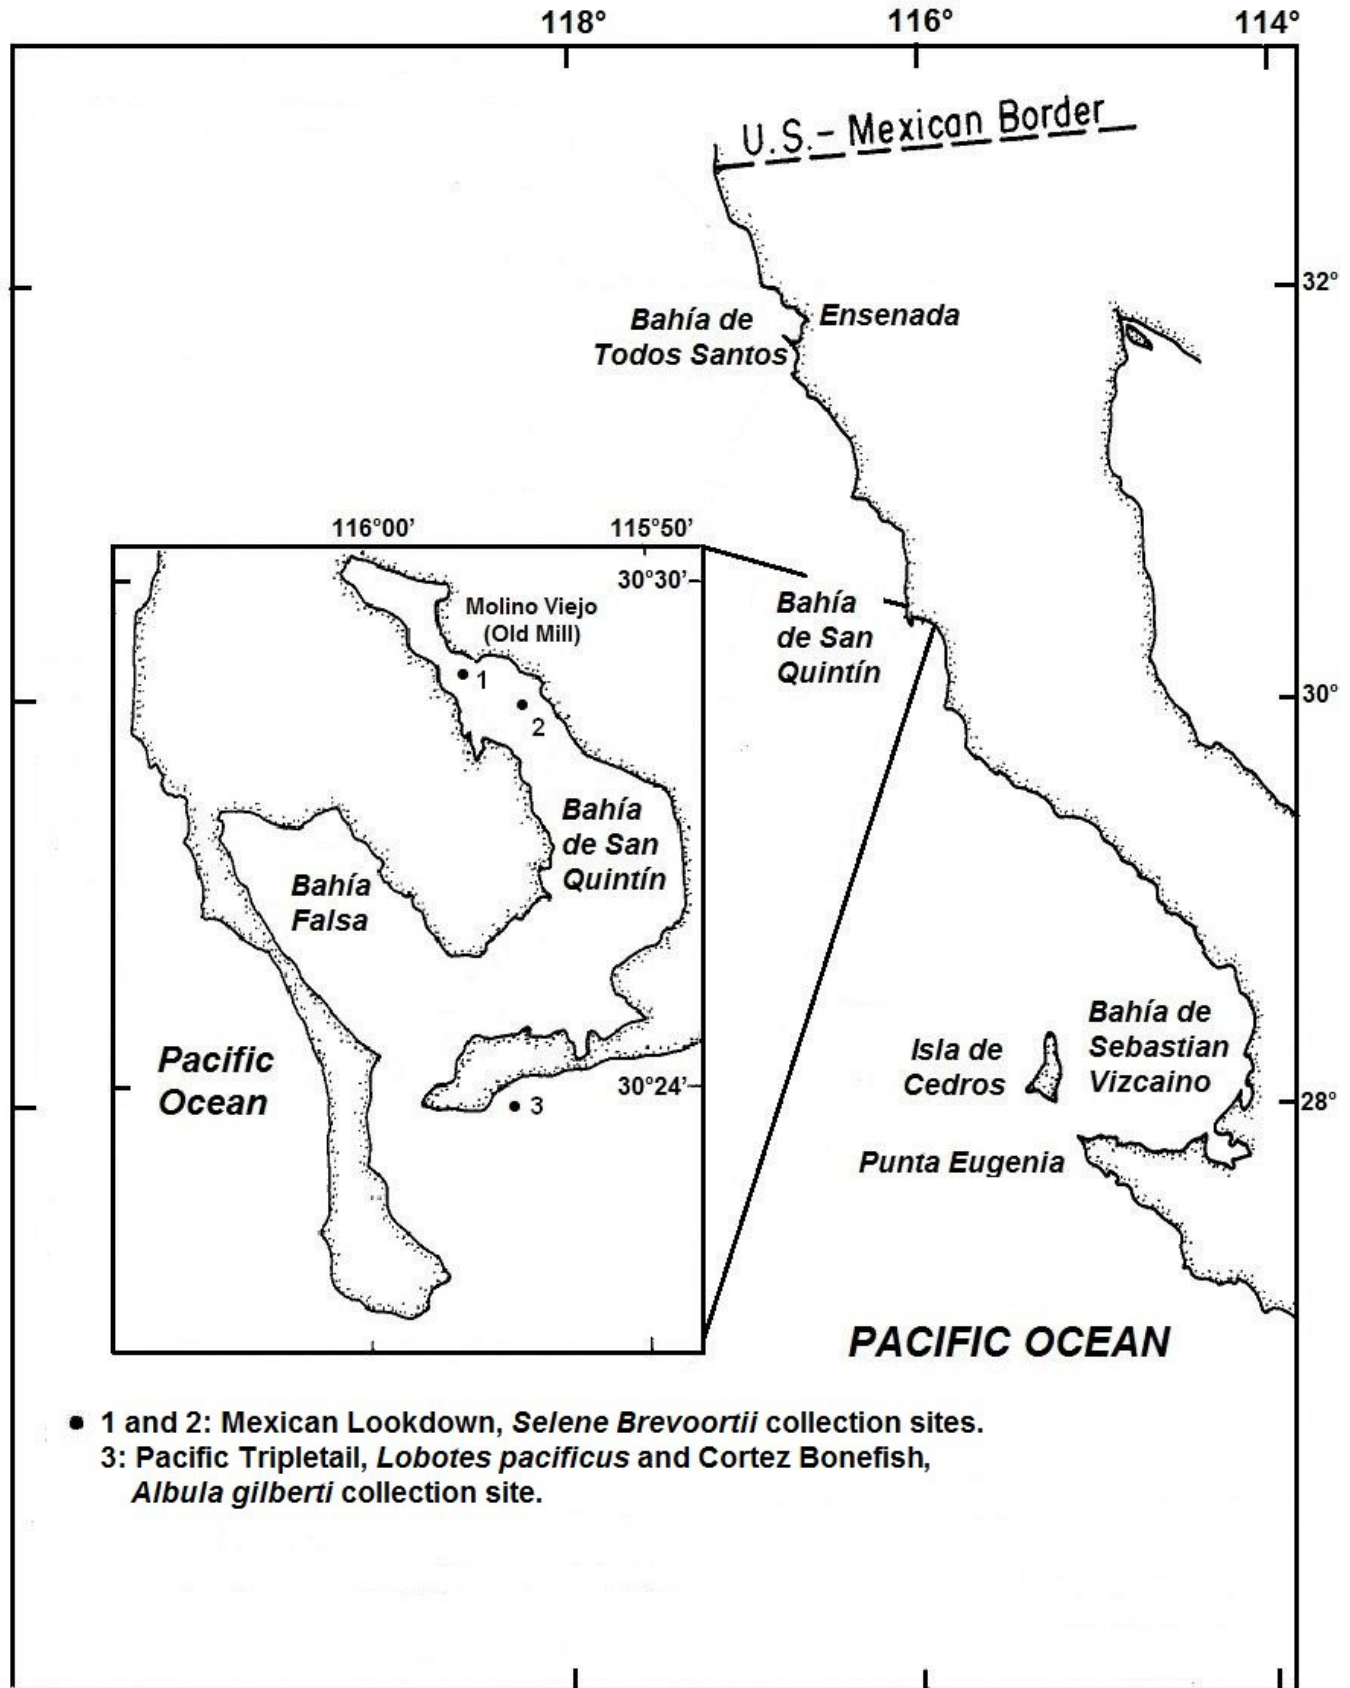 118° 116° 114°
U.S.- Mexican Border
32°
Bahía de
Todos Santos
Ensenada
116°00' 115°50'
30°30'
Molino Viejo
(Old Mill)
1
2
Bahía
de San
Quintín
Bahía
de San
Quintín
30°
Bahía
Falsa
Pacific
Ocean
30°24'
3
Isla de
Cedros
Bahía de
Sebastian
Vizcaino
28°
Punta Eugenia
PACIFIC OCEAN
1 and 2: Mexican Lookdown, Selene Brevoortii collection sites.
3: Pacific Tripletail, Lobotes pacificus and Cortez Bonefish,
Albula gilberti collection site.